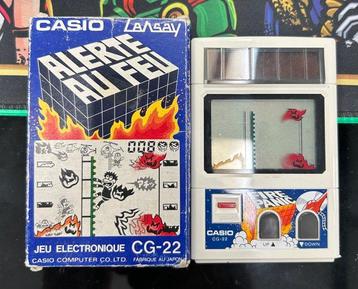 CASIO Lansay
ALERTE
AU FEU
008
JEU ELECTRONIQUE CG-22
CASIO COMPUTER CO.,LTD. FABRIQUE AU JAPON
CASIO
CG-22
UP ▲
▼ DOWN